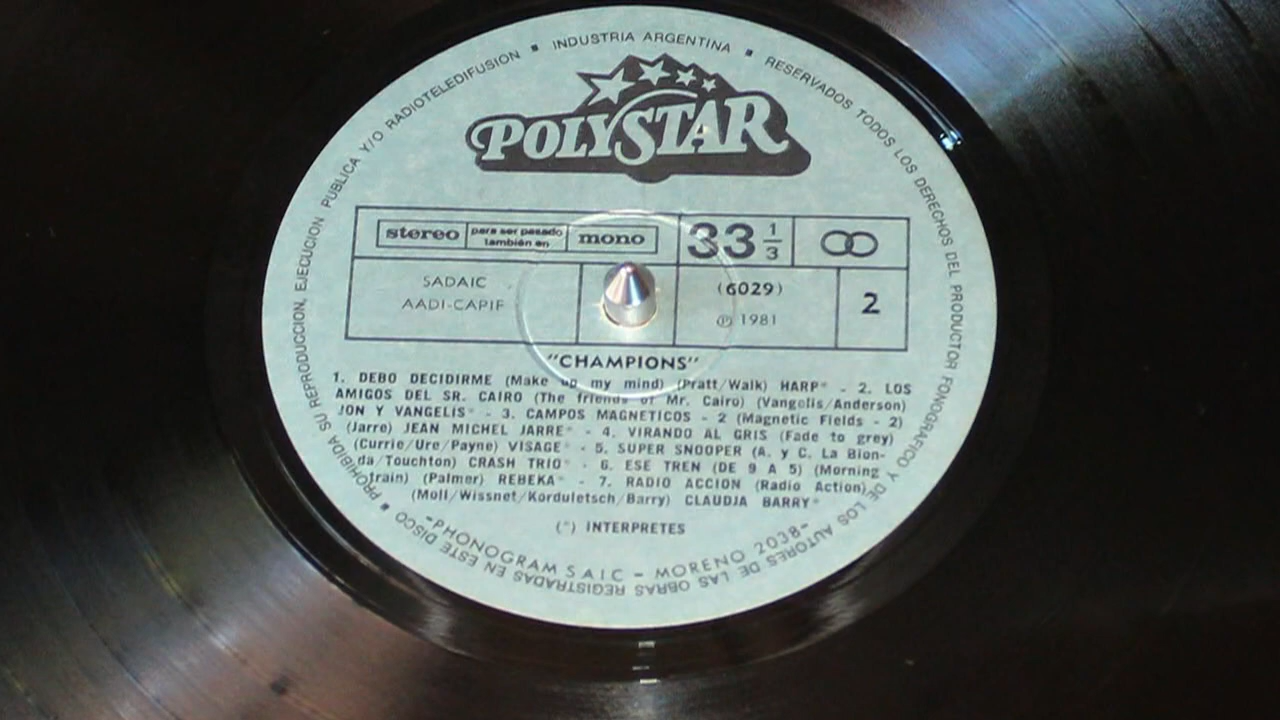 PROHIBIDA SU REPRODUCCION, EJECUCION PUBLICA Y/O RADIOTELEDIFUSION ▪ INDUSTRIA ARGENTINA ▪ RESERVADOS TODOS LOS DERECHOS DEL PRODUCTOR FONOGRAFICO Y DE LOS AUTORES DE LAS OBRAS REGISTRADAS EN ESTE DISCO ▪
POLYSTAR
stereo para ser pasado también en mono 33 1/3
SADAIC
AADI-CAPIF
(6029)
℗ 1981
2
"CHAMPIONS"
1. DEBO DECIDIRME (Make up my mind) (Pratt/Walk) HARP* - 2. LOS
AMIGOS DEL SR. CAIRO (The friends of Mr. Cairo) (Vangelis/Anderson)
JON Y VANGELIS* - 3. CAMPOS MAGNETICOS - 2 (Magnetic Fields - 2)
(Jarre) JEAN MICHEL JARRE* - 4. VIRANDO AL GRIS (Fade to grey)
(Currie/Ure/Payne) VISAGE* - 5. SUPER SNOOPER (A. y C. La Bion-
da/Touchton) CRASH TRIO* - 6. ESE TREN (DE 9 A 5) (Morning
train) (Palmer) REBEKA* - 7. RADIO ACCION (Radio Action)
(Moll/Wissnet/Korduletsch/Barry) CLAUDJA BARRY*
(*) INTERPRETES
-PHONOGRAM S A I C - MORENO 2038-